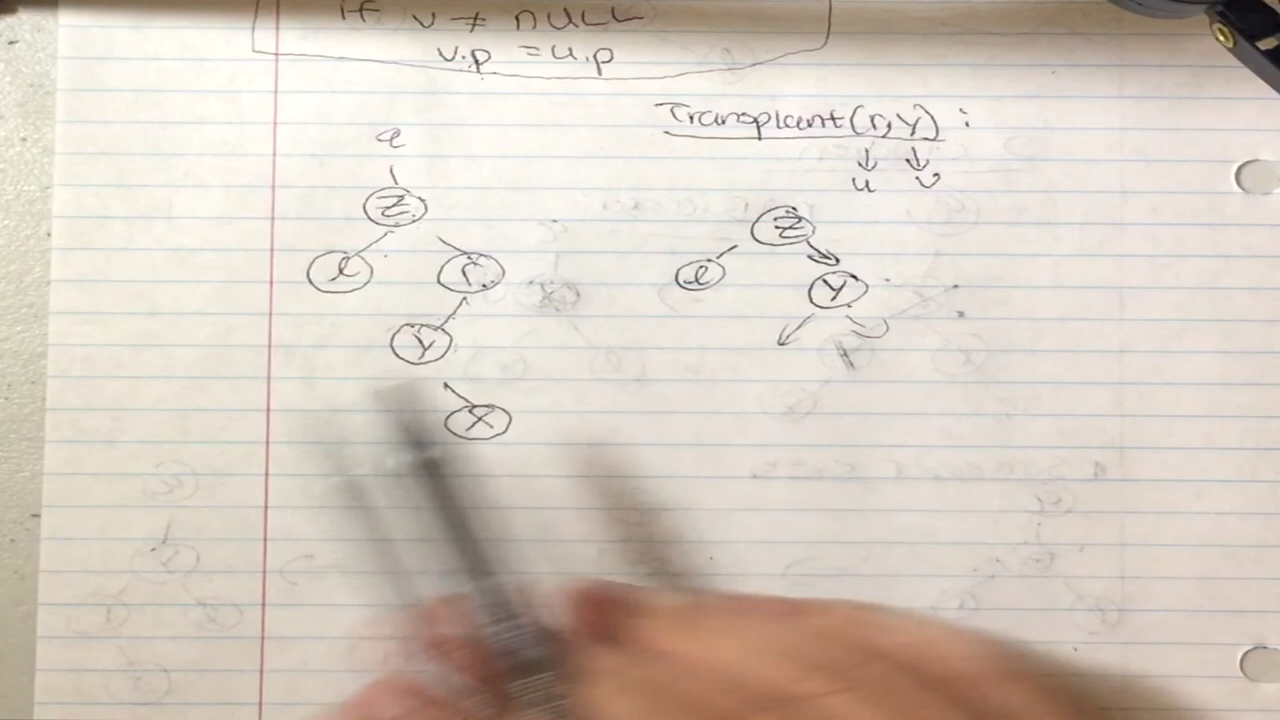 if v ≠ null
v.p = u.p
Transplant(r, y) :
↓ ↓
u v
q
z
l r
y
x
z
l y